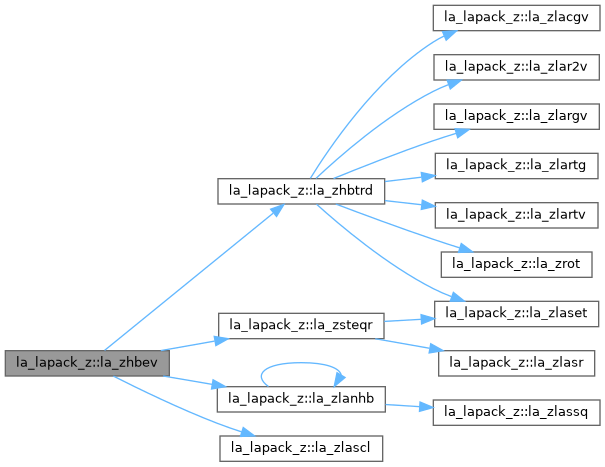 la_lapack_z::la_zlacgv
la_lapack_z::la_zlar2v
la_lapack_z::la_zlargv
la_lapack_z::la_zlartg
la_lapack_z::la_zhbtrd
la_lapack_z::la_zlartv
la_lapack_z::la_zrot
la_lapack_z::la_zlaset
la_lapack_z::la_zsteqr
la_lapack_z::la_zhbev
la_lapack_z::la_zlasr
la_lapack_z::la_zlanhb
la_lapack_z::la_zlassq
la_lapack_z::la_zlascl